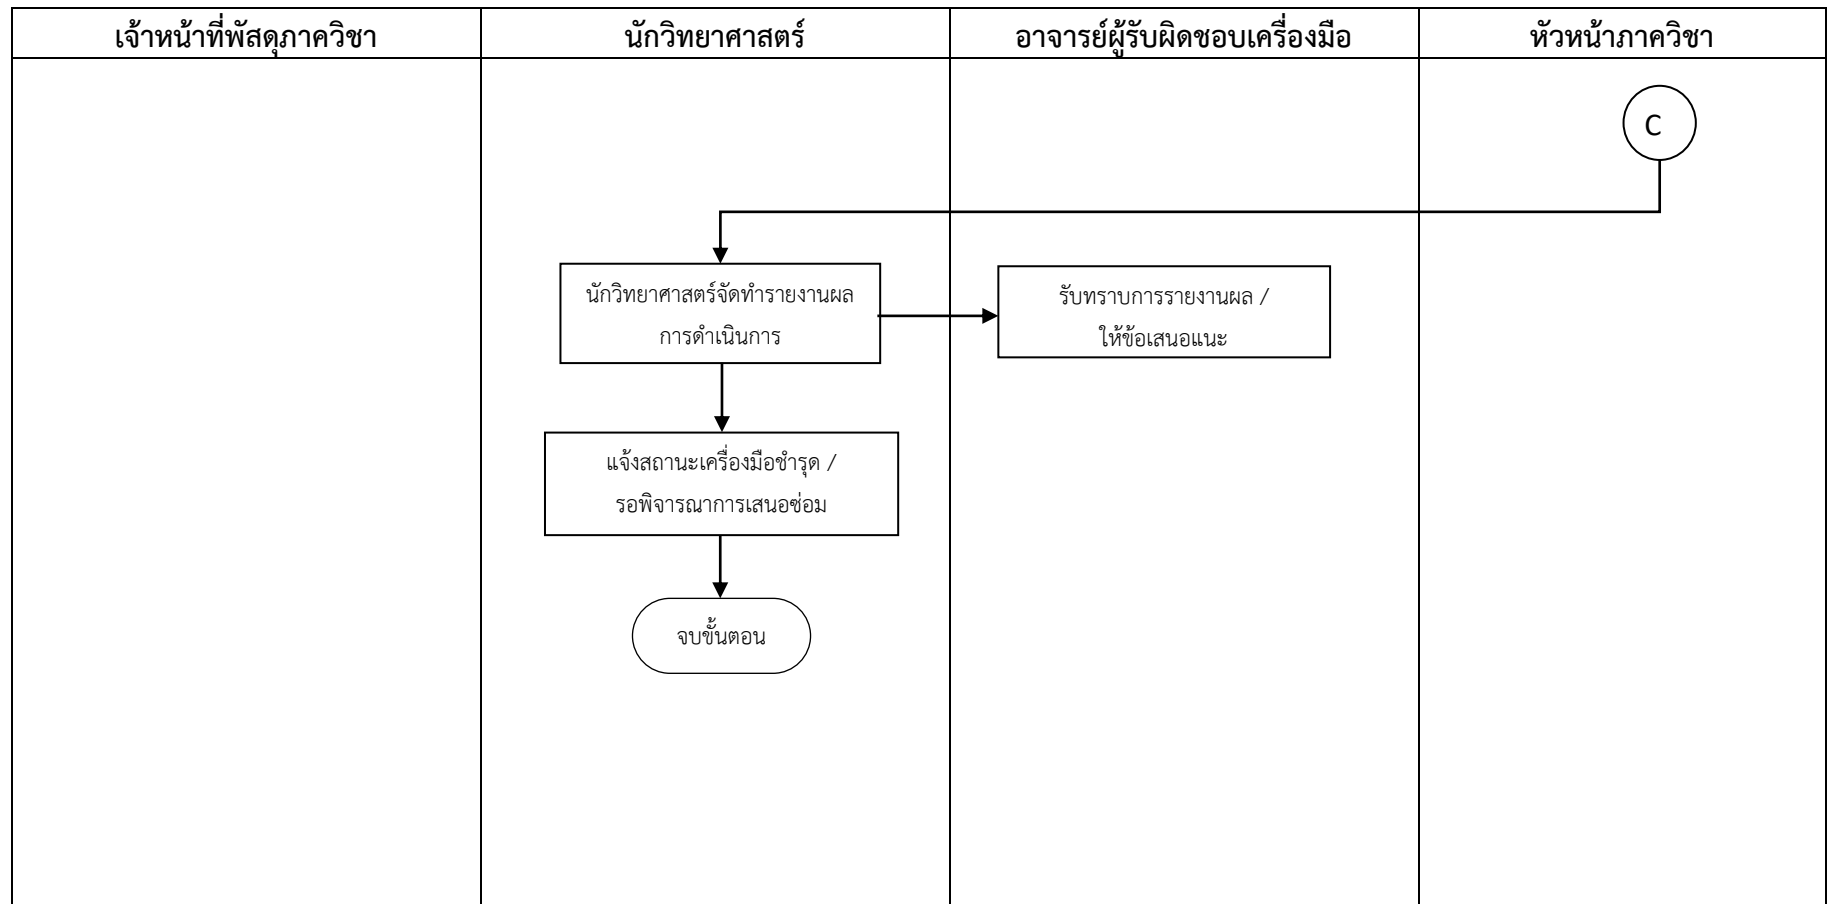 เจ้าหน้าที่พัสดุภาควิชา
นักวิทยาศาสตร์
อาจารย์ผู้รับผิดชอบเครื่องมือ
หัวหน้าภาควิชา
C
นักวิทยาศาสตร์จัดทำรายงานผล
การดำเนินการ
รับทราบการรายงานผล /
ให้ข้อเสนอแนะ
แจ้งสถานะเครื่องมือชำรุด /
รอพิจารณาการเสนอซ่อม
จบขั้นตอน